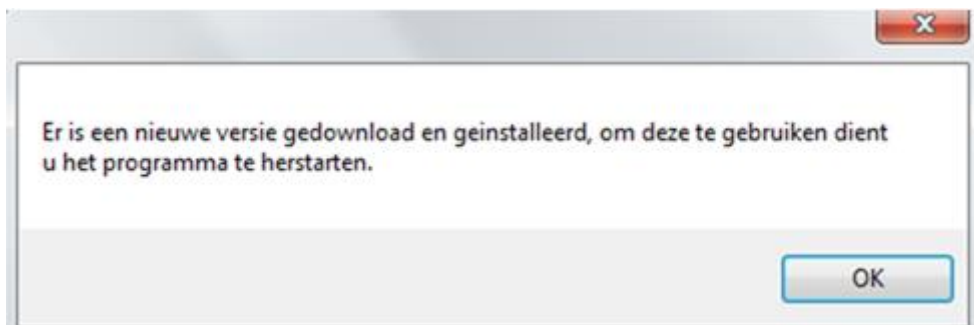 Er is een nieuwe versie gedownload en geinstalleerd, om deze te gebruiken dient
u het programma te herstarten.
OK